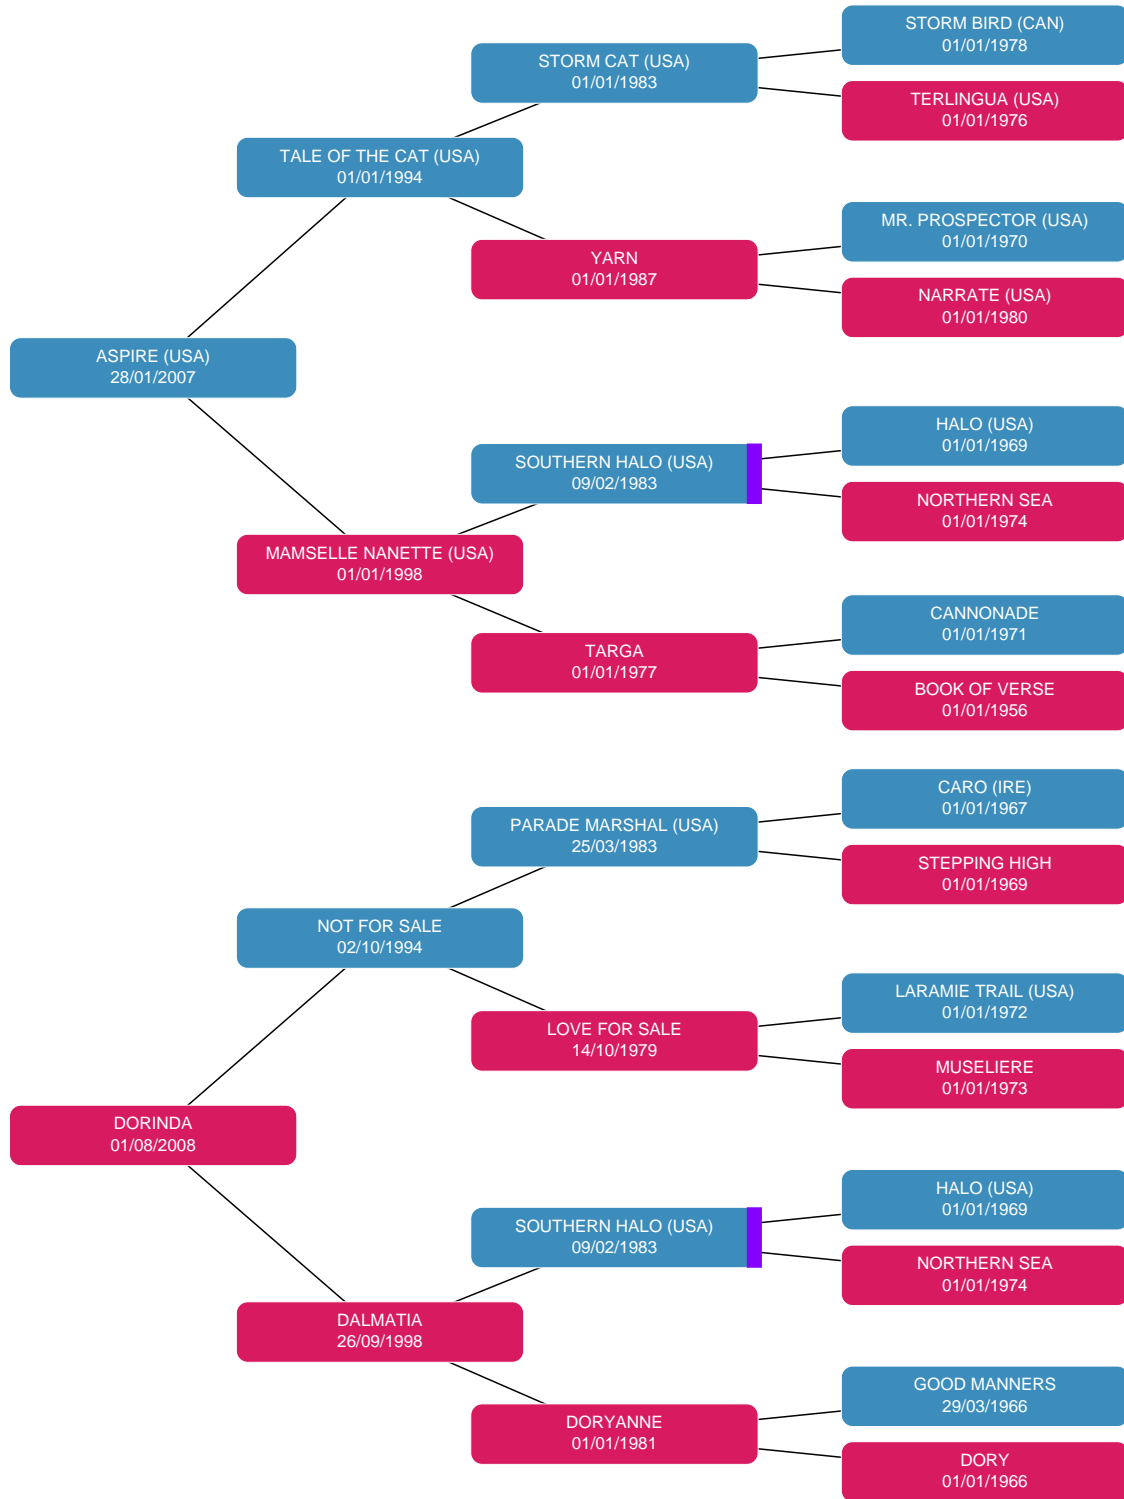 STORM BIRD (CAN)
01/01/1978
STORM CAT (USA)
01/01/1983
TERLINGUA (USA)
01/01/1976
TALE OF THE CAT (USA)
01/01/1994
MR. PROSPECTOR (USA)
01/01/1970
YARN
01/01/1987
NARRATE (USA)
01/01/1980
ASPIRE (USA)
28/01/2007
HALO (USA)
01/01/1969
SOUTHERN HALO (USA)
09/02/1983
NORTHERN SEA
01/01/1974
MAMSELLE NANETTE (USA)
01/01/1998
CANNONADE
01/01/1971
TARGA
01/01/1977
BOOK OF VERSE
01/01/1956
CARO (IRE)
01/01/1967
PARADE MARSHAL (USA)
25/03/1983
STEPPING HIGH
01/01/1969
NOT FOR SALE
02/10/1994
LARAMIE TRAIL (USA)
01/01/1972
LOVE FOR SALE
14/10/1979
MUSELIERE
01/01/1973
DORINDA
01/08/2008
HALO (USA)
01/01/1969
SOUTHERN HALO (USA)
09/02/1983
NORTHERN SEA
01/01/1974
DALMATIA
26/09/1998
GOOD MANNERS
29/03/1966
DORYANNE
01/01/1981
DORY
01/01/1966